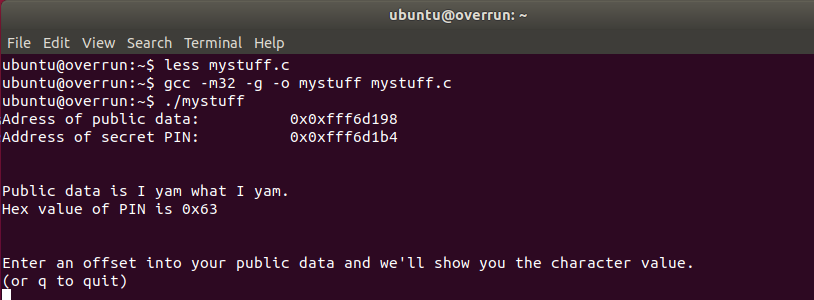 ubuntu@overrun: ~
File Edit View Search Terminal Help
ubuntu@overrun:~$ less mystuff.c
ubuntu@overrun:~$ gcc -m32 -g -o mystuff mystuff.c
ubuntu@overrun:~$ ./mystuff
Adress of public data: 0x0xfff6d198
Address of secret PIN: 0x0xfff6d1b4
Public data is I yam what I yam.
Hex value of PIN is 0x63
Enter an offset into your public data and we'll show you the character value.
(or q to quit)